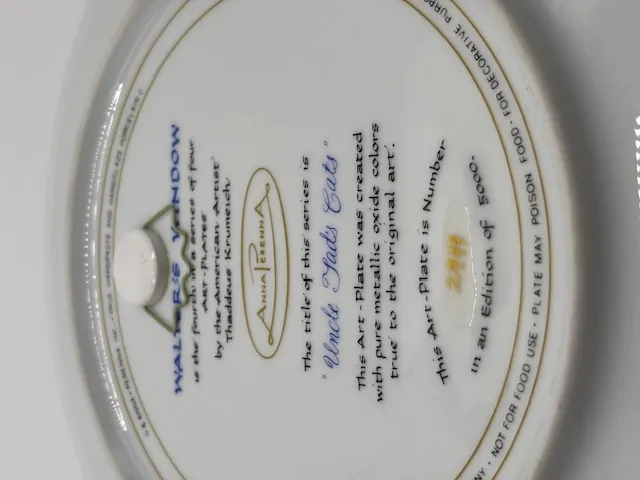 WALTER'S WINDOW
is the fourth in a series of four
ART-PLATES
by the American Artist
Thaddeus Krumeich
ANNA PERENNA
The title of this series is
"Uncle Tads Cats"
This Art-Plate was created
with pure metallic oxide colors
true to the original art.
This Art-Plate is Number
in an Edition of 5000.
NOT FOR FOOD USE · PLATE MAY POISON FOOD · FOR DECORATIVE